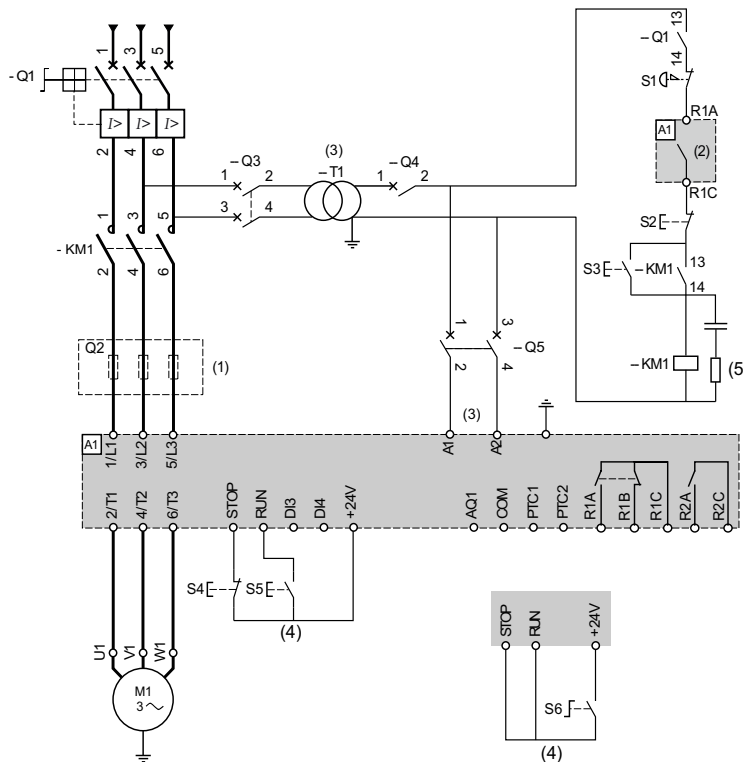 1
3
5
- Q1
I>
I>
I>
2
4
6
1
3
5
- KM1
2
4
6
Q2
(1)
- Q3
1
2
3
4
(3)
- T1
- Q4
1
2
1
3
- Q5
2
4
(3)
13
- Q1
14
S1
R1A
A1
(2)
R1C
S2
S3
- KM1
13
14
- KM1
(5
A1
1/L1
3/L2
5/L3
A1
A2
2/T1
4/T2
6/T3
STOP
RUN
DI3
DI4
+24V
AQ1
COM
PTC1
PTC2
R1A
R1B
R1C
R2A
R2C
S4
S5
(4)
U1
V1
W1
M1
3
STOP
RUN
+24V
S6
(4)